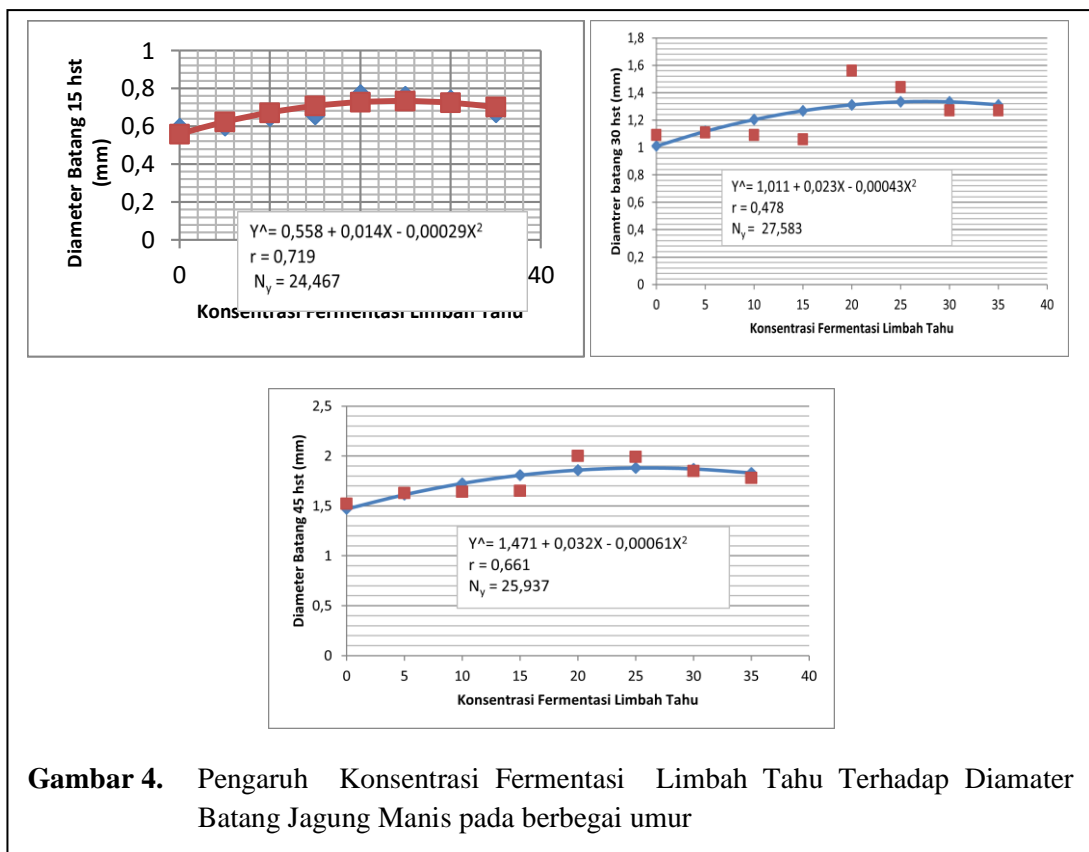 1
0,8
0,6
0,4
0,2
0
0
40
Diameter Batang 15 hst
(mm)
Y^= 0,558 + 0,014X - 0,00029X²
r = 0,719
Ny = 24,467
Konsentrasi Fermentasi Limbah Tahu
1,8
1,6
1,4
1,2
1
0,8
0,6
0,4
0,2
0
0 5 10 15 20 25 30 35 40
Diamtrer batang 30 hst (mm)
Y^= 1,011 + 0,023X - 0,00043X²
r = 0,478
Ny = 27,583
Konsentrasi Fermentasi Limbah Tahu
2,5
2
1,5
1
0,5
0
0 5 10 15 20 25 30 35 40
Diameter Batang 45 hst (mm)
Y^= 1,471 + 0,032X - 0,00061X²
r = 0,661
Ny = 25,937
Konsentrasi Fermentasi Limbah Tahu
Gambar 4. Pengaruh Konsentrasi Fermentasi Limbah Tahu Terhadap Diamater
Batang Jagung Manis pada berbegai umur